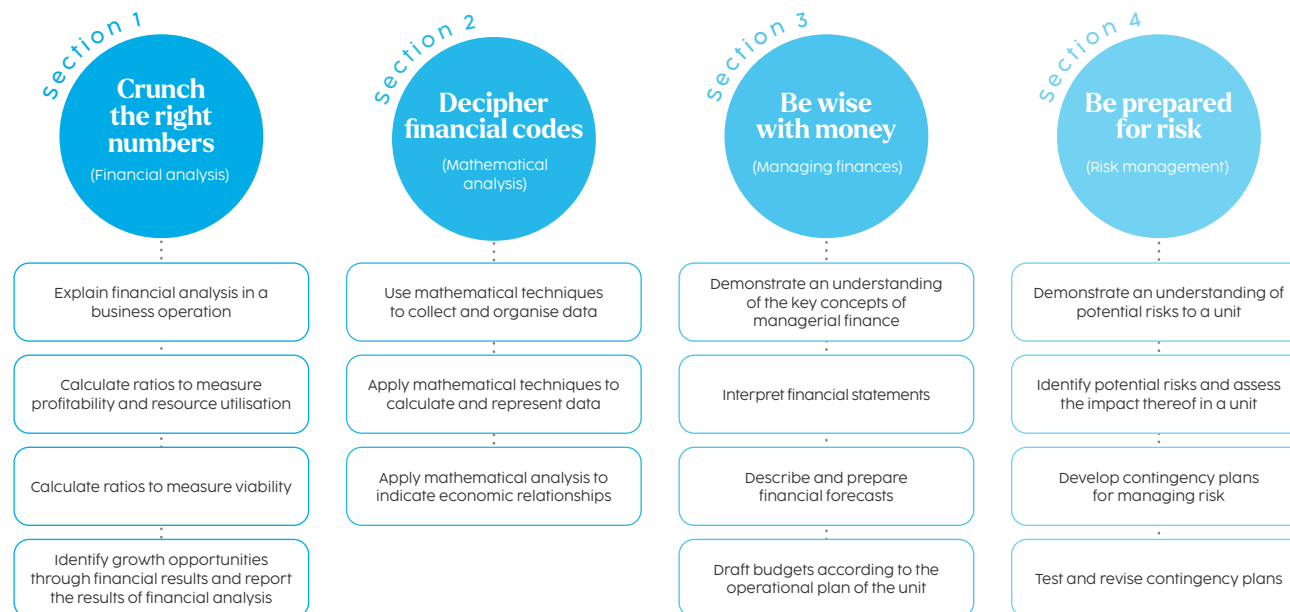 section 1
Crunch
the right
numbers
(Financial analysis)
Explain financial analysis in a
business operation
Calculate ratios to measure
profitability and resource utilisation
Calculate ratios to measure viability
Identify growth opportunities
through financial results and report
the results of financial analysis
section 2
Decipher
financial codes
(Mathematical
analysis)
Use mathematical techniques
to collect and organise data
Apply mathematical techniques to
calculate and represent data
Apply mathematical analysis to
indicate economic relationships
section 3
Be wise
with money
(Managing finances)
Demonstrate an understanding
of the key concepts of
managerial finance
Interpret financial statements
Describe and prepare
financial forecasts
Draft budgets according to the
operational plan of the unit
section 4
Be prepared
for risk
(Risk management)
Demonstrate an understanding of
potential risks to a unit
Identify potential risks and assess
the impact thereof in a unit
Develop contingency plans
for managing risk
Test and revise contingency plans